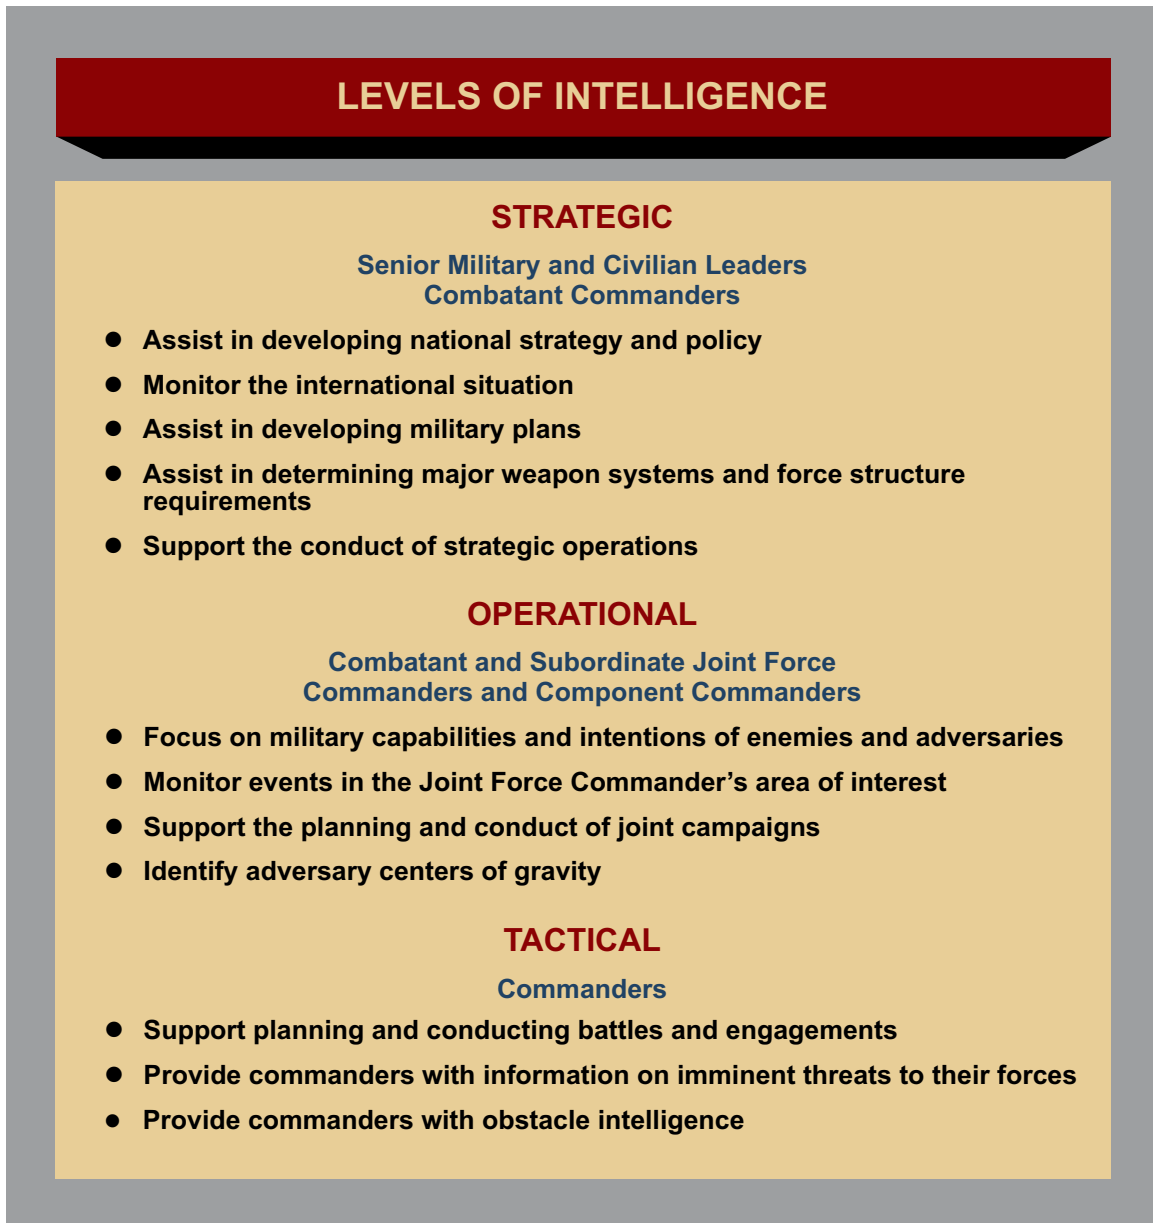 LEVELS OF INTELLIGENCE
STRATEGIC
Senior Military and Civilian Leaders
Combatant Commanders
● Assist in developing national strategy and policy
● Monitor the international situation
● Assist in developing military plans
● Assist in determining major weapon systems and force structure
requirements
● Support the conduct of strategic operations
OPERATIONAL
Combatant and Subordinate Joint Force
Commanders and Component Commanders
● Focus on military capabilities and intentions of enemies and adversaries
● Monitor events in the Joint Force Commander’s area of interest
● Support the planning and conduct of joint campaigns
● Identify adversary centers of gravity
TACTICAL
Commanders
● Support planning and conducting battles and engagements
● Provide commanders with information on imminent threats to their forces
● Provide commanders with obstacle intelligence